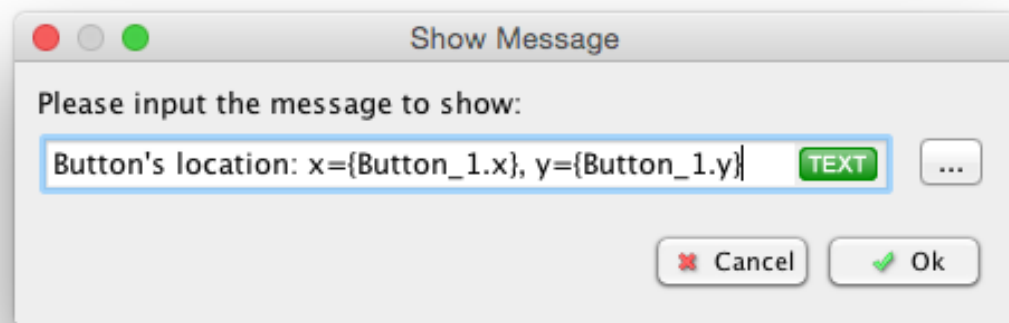 Show Message
Please input the message to show:
Button's location: x={Button_1.x}, y={Button_1.y} TEXT ...
Cancel Ok